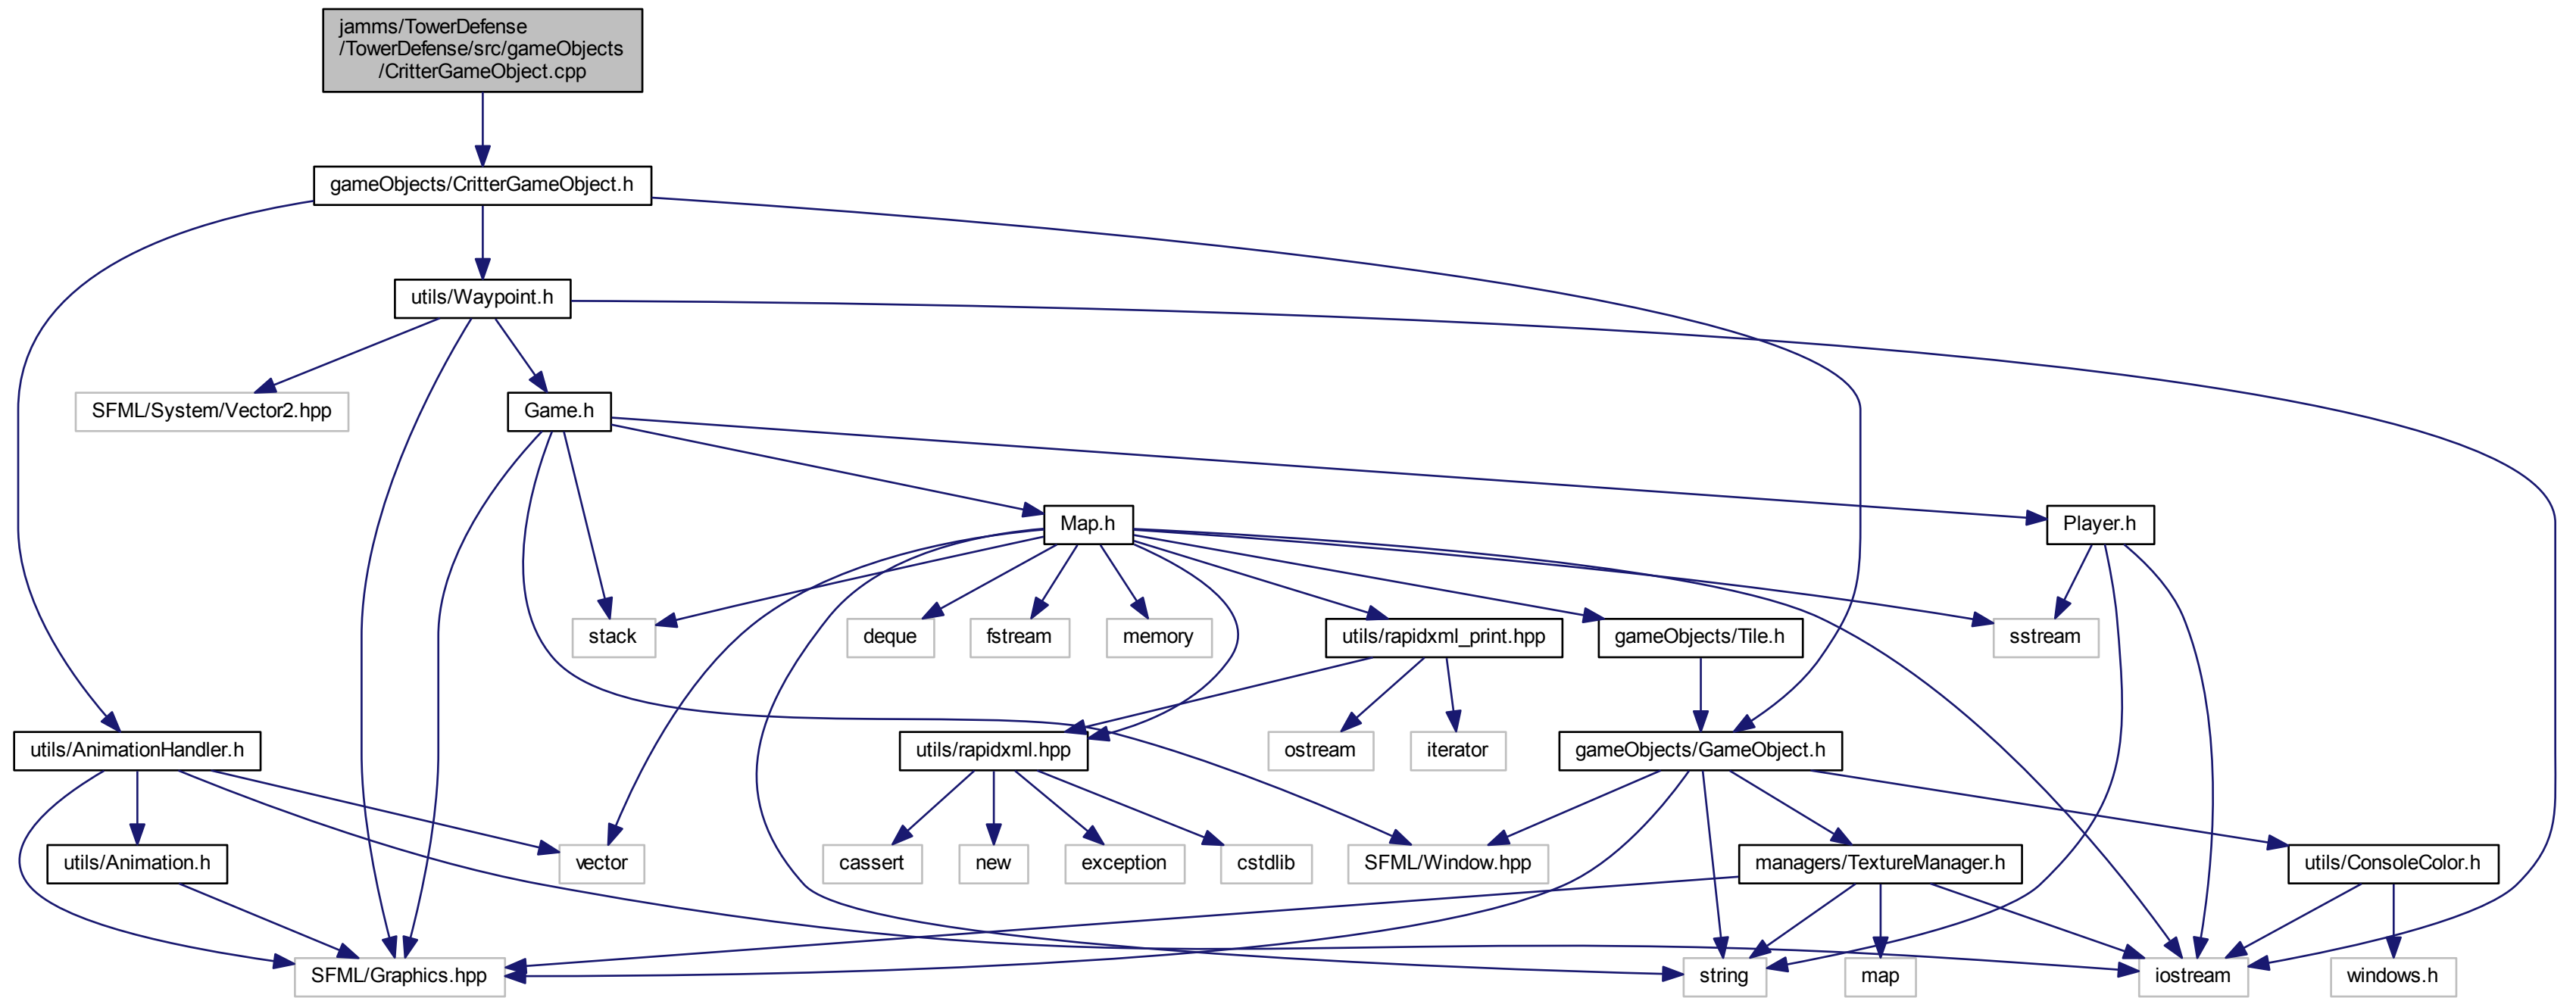 jamms/TowerDefense
/TowerDefense/src/gameObjects
/CritterGameObject.cpp
gameObjects/CritterGameObject.h
utils/Waypoint.h
SFML/System/Vector2.hpp
Game.h
Map.h
Player.h
stack
deque
fstream
memory
utils/rapidxml_print.hpp
gameObjects/Tile.h
sstream
utils/AnimationHandler.h
utils/rapidxml.hpp
ostream
iterator
gameObjects/GameObject.h
utils/Animation.h
vector
cassert
new
exception
cstdlib
SFML/Window.hpp
managers/TextureManager.h
utils/ConsoleColor.h
SFML/Graphics.hpp
string
map
iostream
windows.h